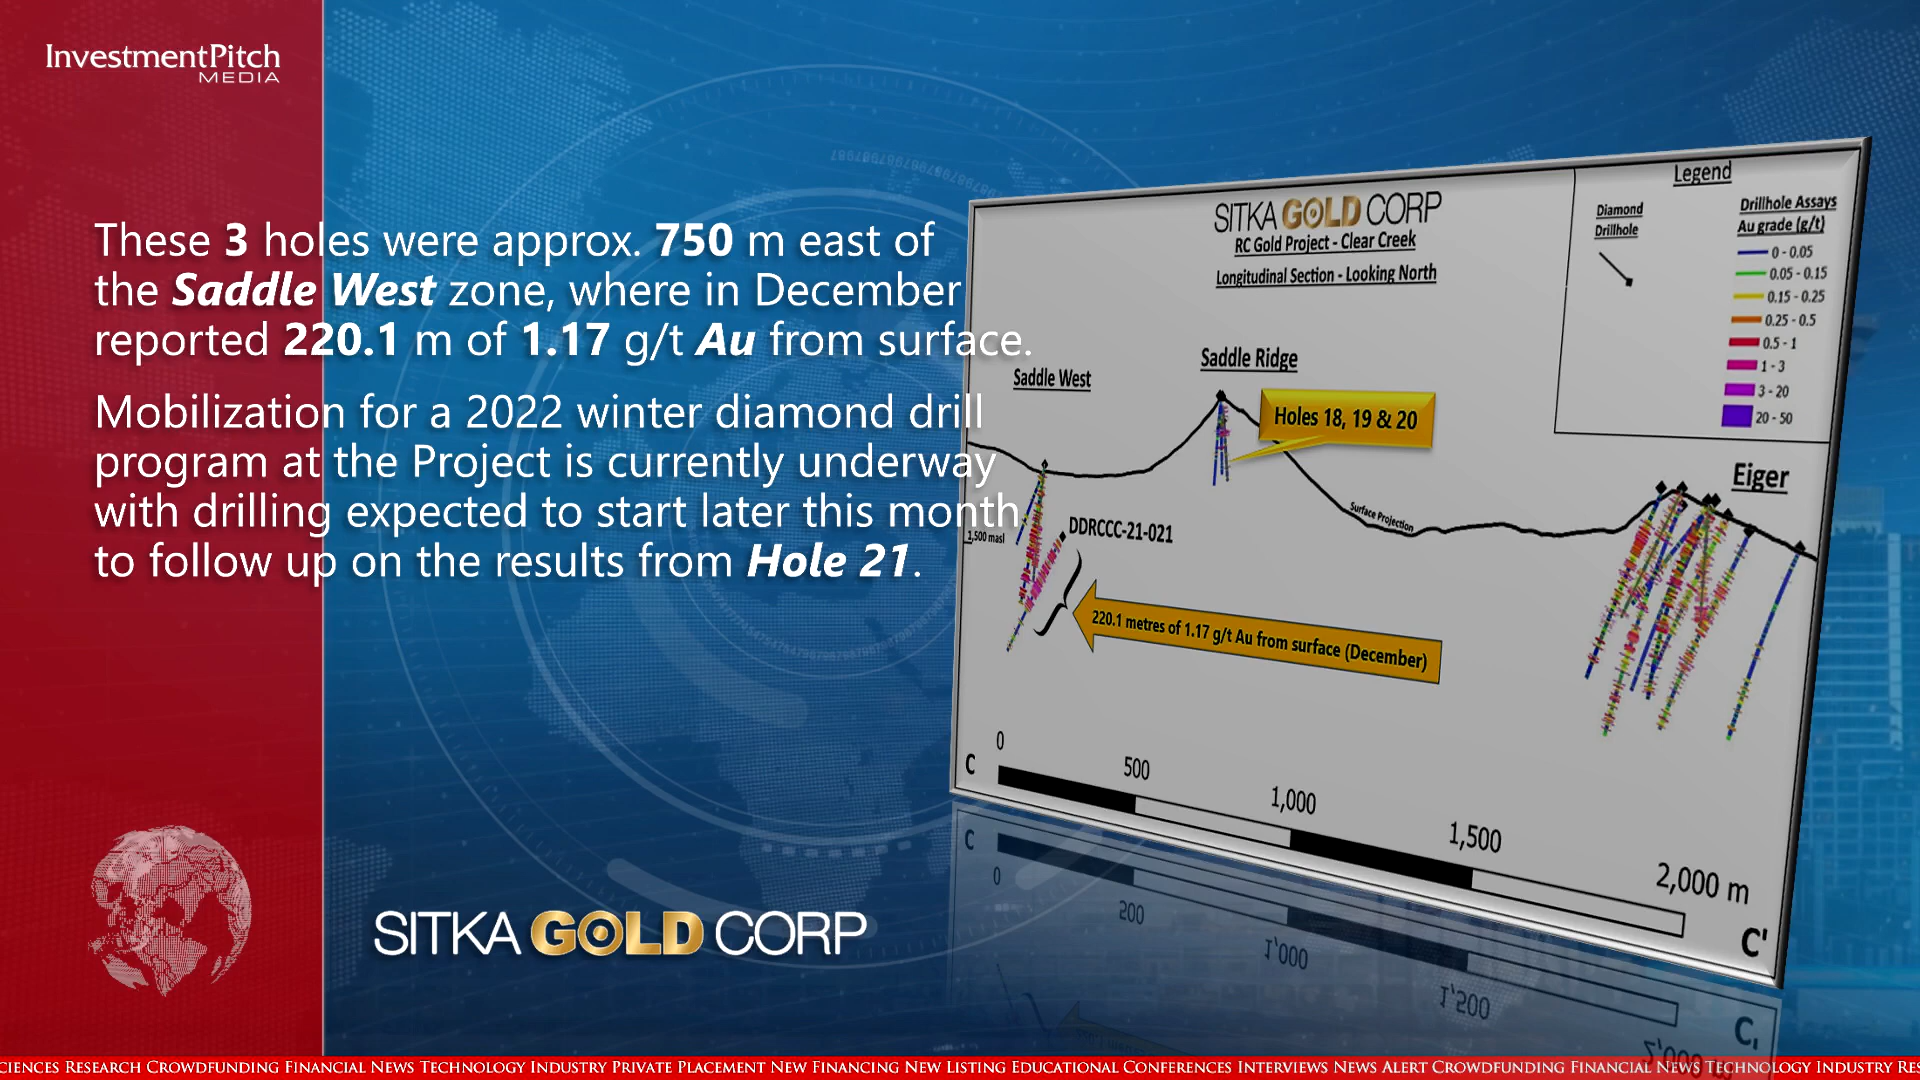 InvestmentPitch
MEDIA
These 3 holes were approx. 750 m east of
the Saddle West zone, where in December
reported 220.1 m of 1.17 g/t Au from surface.
Mobilization for a 2022 winter diamond drill
program at the Project is currently underway
with drilling expected to start later this month
to follow up on the results from Hole 21.
SITKA GOLD CORP
SITKA GOLD CORP
RC Gold Project - Clear Creek
Longitudinal Section - Looking North
Legend
Diamond
Drillhole
Drillhole Assays
Au grade (g/t)
0 - 0.05
0.05 - 0.15
0.15 - 0.25
0.25 - 0.5
0.5 - 1
1 - 3
3 - 20
20 - 50
Saddle West
Saddle Ridge
Holes 18, 19 & 20
Eiger
Surface Projection
1,500 masl
DDRCCC-21-021
220.1 metres of 1.17 g/t Au from surface (December)
0
500
1,000
1,500
2,000 m
C
C'
SCIENCES RESEARCH CROWDFUNDING FINANCIAL NEWS TECHNOLOGY INDUSTRY PRIVATE PLACEMENT NEW FINANCING NEW LISTING EDUCATIONAL CONFERENCES INTERVIEWS NEWS ALERT CROWDFUNDING FINANCIAL NEWS TECHNOLOGY INDUSTRY RES